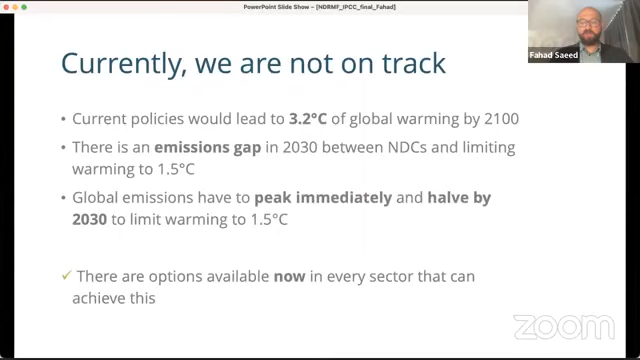 PowerPoint Slide Show – [NDRMF_IPCC_final_Fahad]
Fahad Saeed
Currently, we are not on track
• Current policies would lead to 3.2°C of global warming by 2100
• There is an emissions gap in 2030 between NDCs and limiting
warming to 1.5°C
• Global emissions have to peak immediately and halve by
2030 to limit warming to 1.5°C
✓ There are options available now in every sector that can
achieve this
zoom